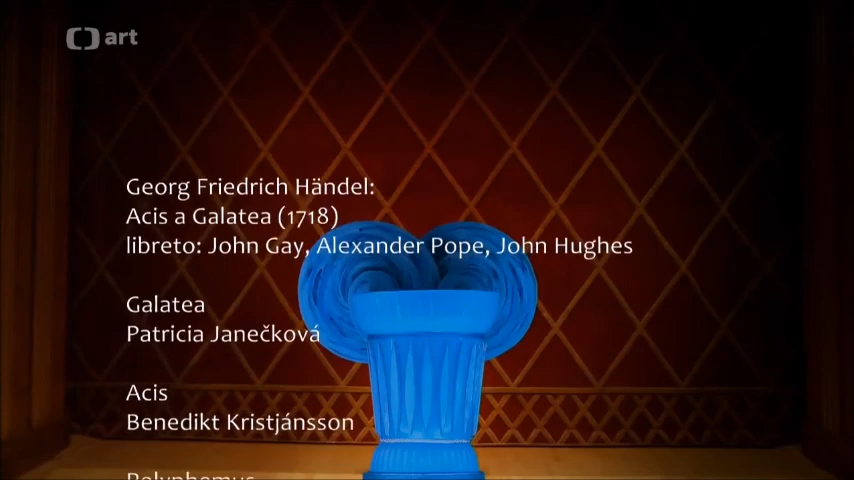 art
Georg Friedrich Händel:
Acis a Galatea (1718)
libreto: John Gay, Alexander Pope, John Hughes
Galatea
Patricia Janečková
Acis
Benedikt Kristjánsson
Polyphemus